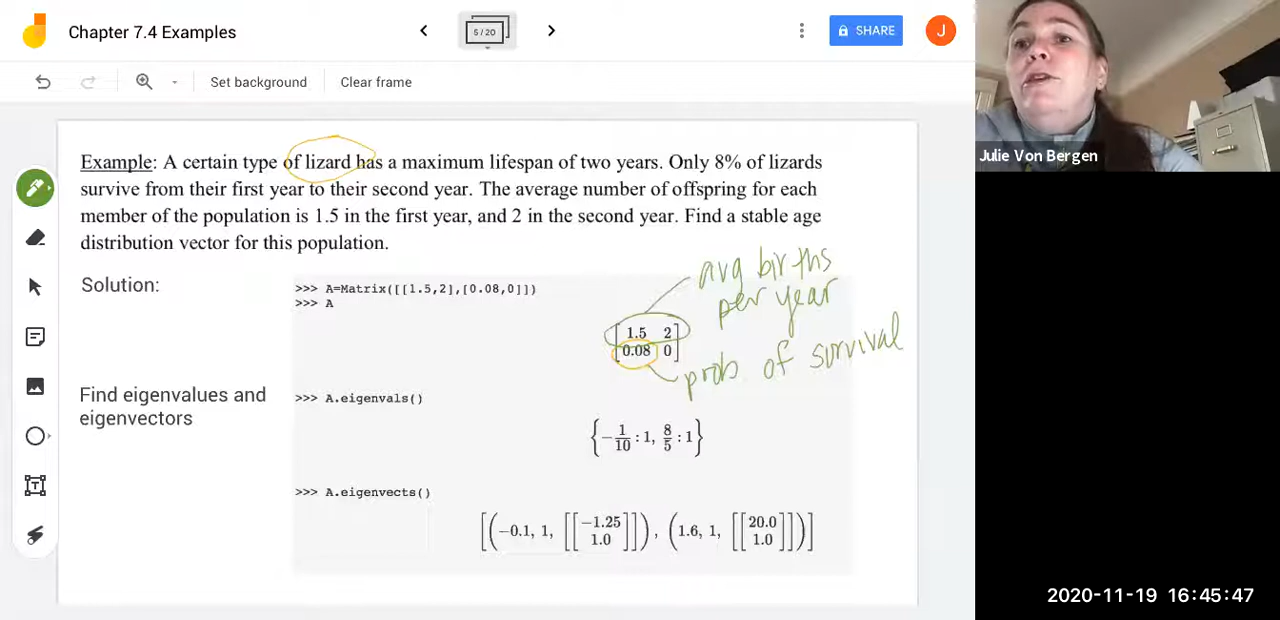 Chapter 7.4 Examples
5 / 20
SHARE
J
Set background
Clear frame
Julie Von Bergen
Example: A certain type of lizard has a maximum lifespan of two years. Only 8% of lizards
survive from their first year to their second year. The average number of offspring for each
member of the population is 1.5 in the first year, and 2 in the second year. Find a stable age
distribution vector for this population.
Solution:
>>> A=Matrix([[1.5,2],[0.08,0]])
>>> A
[1.5 2]
[0.08 0]
avg births
per year
prob of survival
Find eigenvalues and
eigenvectors
>>> A.eigenvals()
{-1/10 : 1, 8/5 : 1}
>>> A.eigenvects()
[(-0.1, 1, [[-1.25 1.0]]), (1.6, 1, [[20.0 1.0]])]
2020-11-19 16:45:47